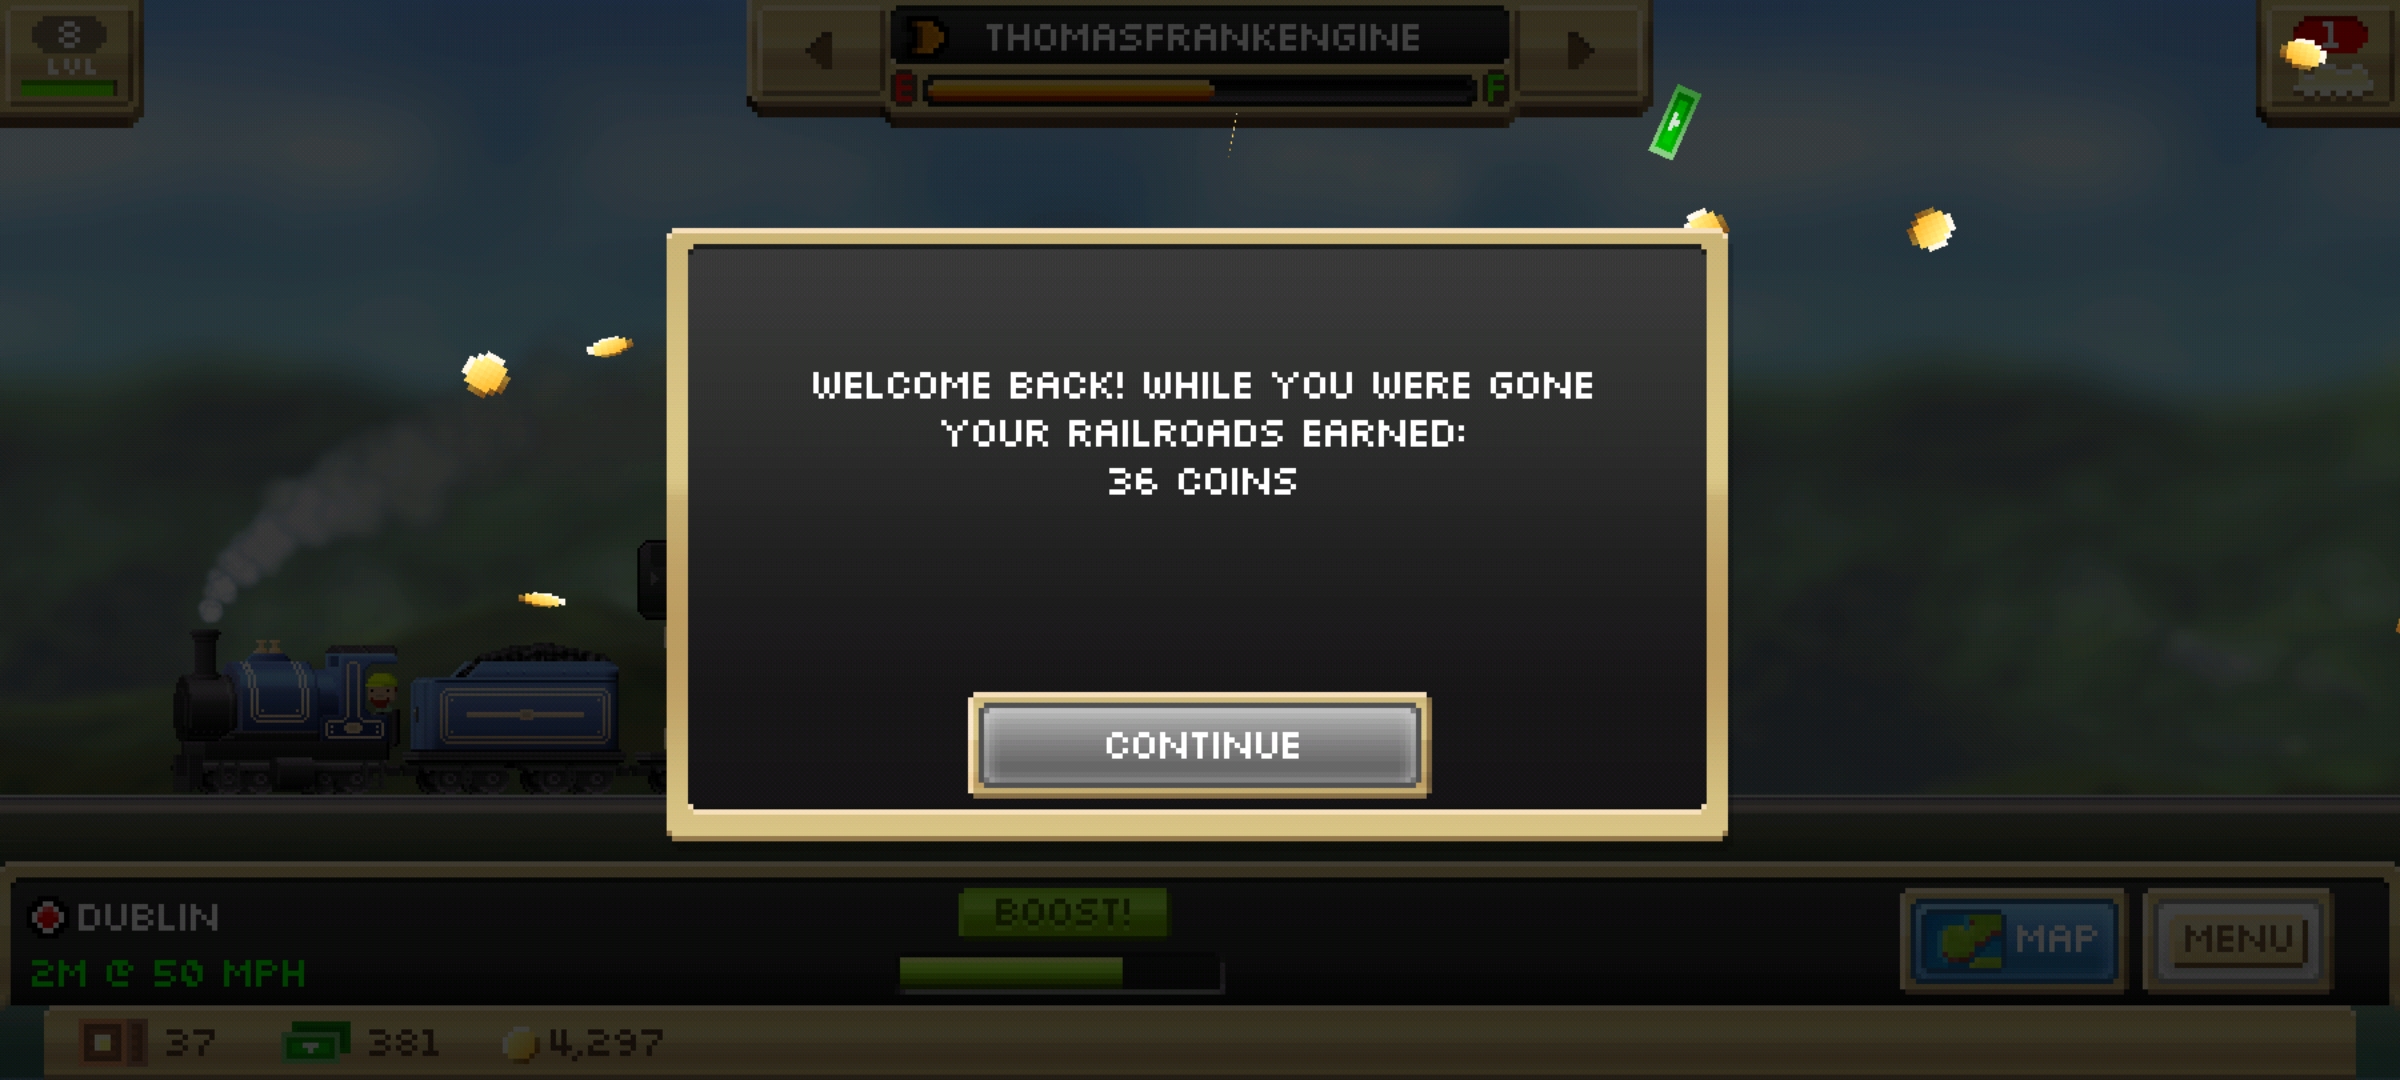 8
LVL
THOMASFRANKENGINE
E F
1
WELCOME BACK! WHILE YOU WERE GONE
YOUR RAILROADS EARNED:
36 COINS
CONTINUE
DUBLIN
2M @ 50 MPH
BOOST!
MAP
MENU
37 381 4,297